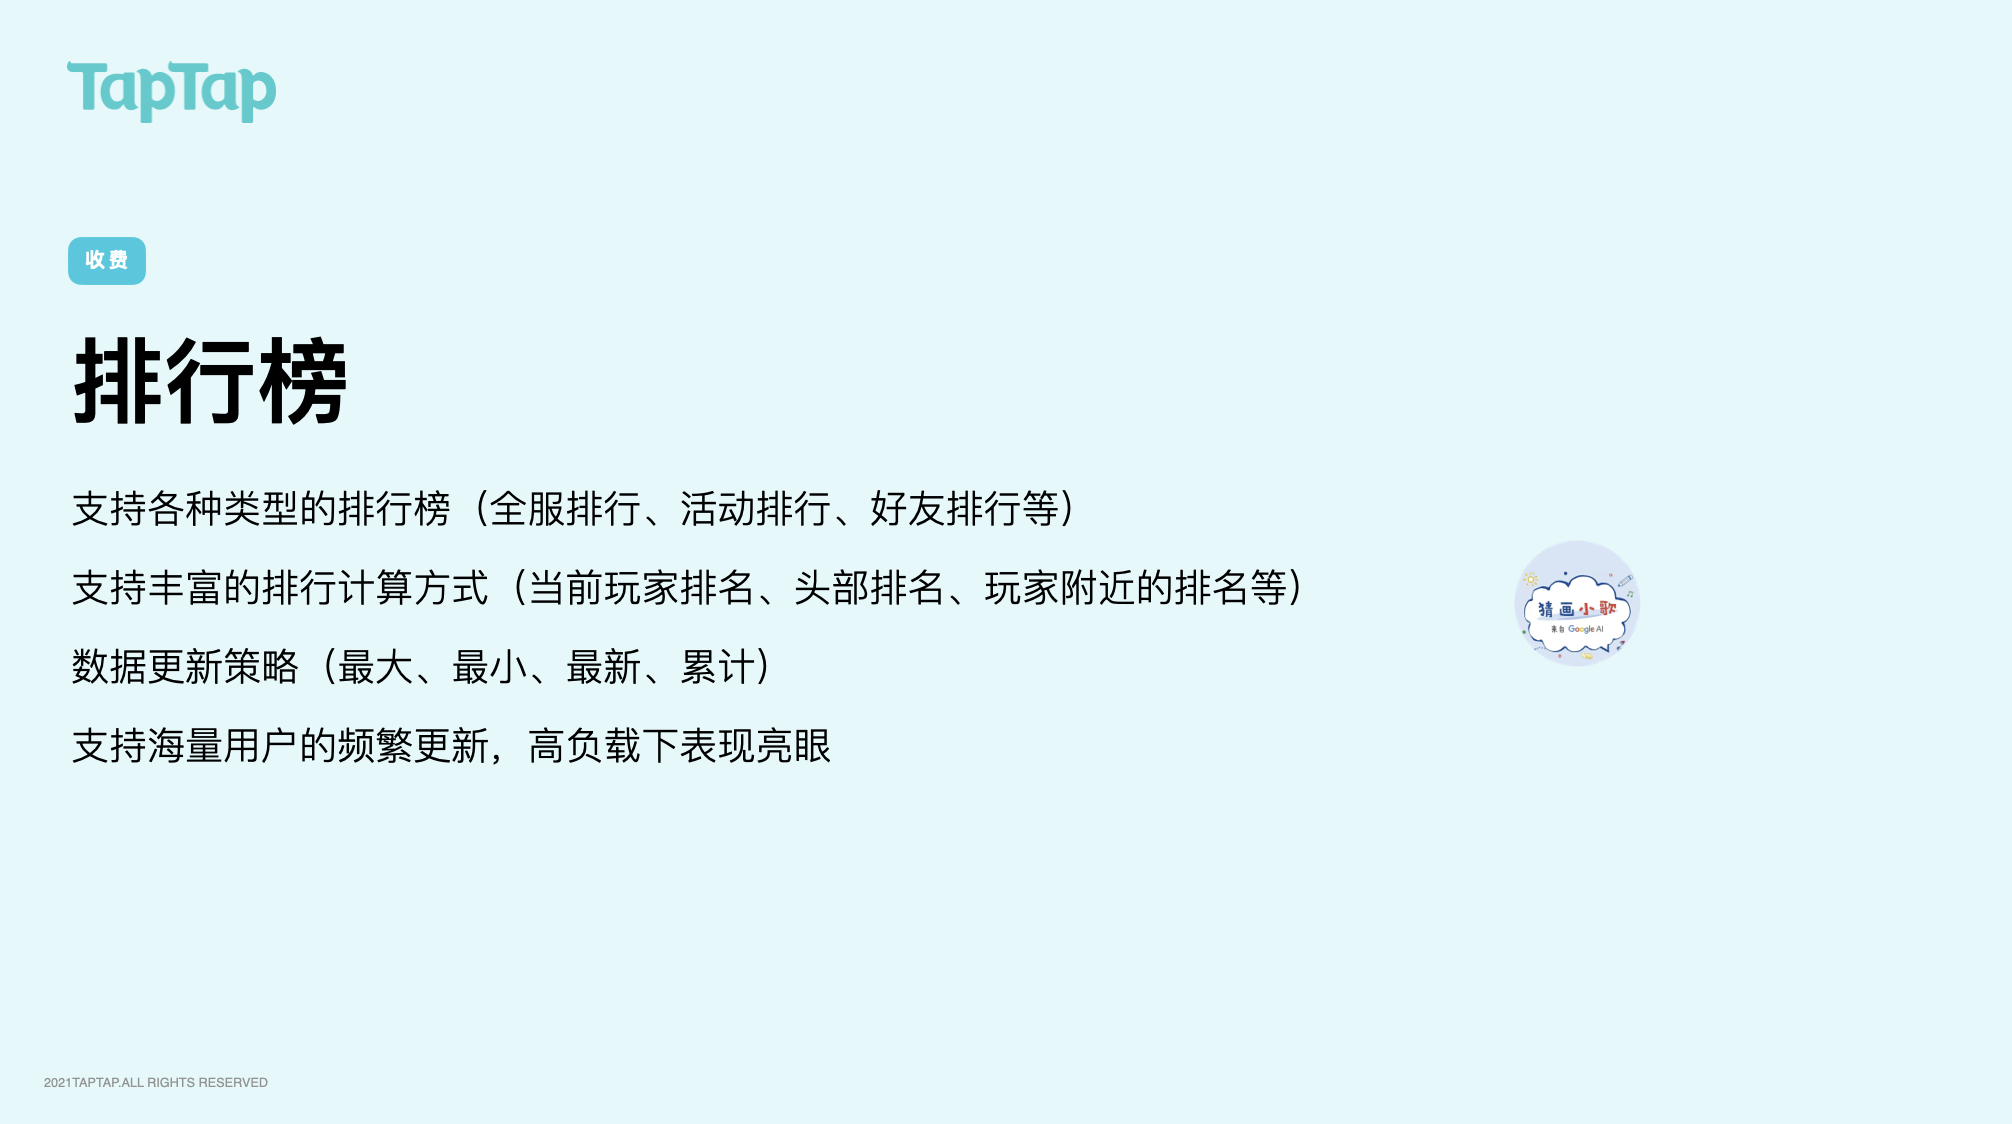 TapTap
收费
排行榜
支持各种类型的排行榜（全服排行、活动排行、好友排行等）
支持丰富的排行计算方式（当前玩家排名、头部排名、玩家附近的排名等）
数据更新策略（最大、最小、最新、累计）
支持海量用户的频繁更新，高负载下表现亮眼
猜画小歌
来自 Google AI
2021TAPTAP.ALL RIGHTS RESERVED